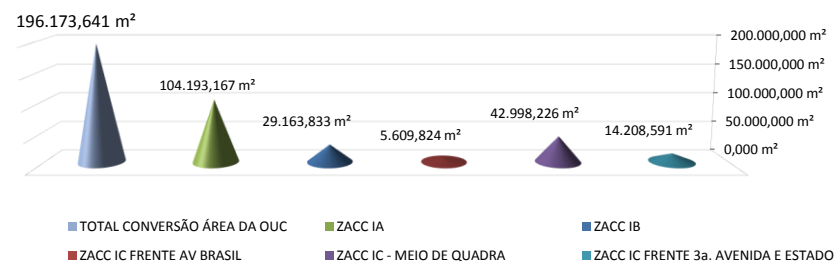 196.173,641 m²
104.193,167 m²
29.163,833 m²
5.609,824 m²
42.998,226 m²
14.208,591 m²
200.000,000 m²
150.000,000 m²
100.000,000 m²
50.000,000 m²
0,000 m²
TOTAL CONVERSÃO ÁREA DA OUC
ZACC IA
ZACC IB
ZACC IC FRENTE AV BRASIL
ZACC IC - MEIO DE QUADRA
ZACC IC FRENTE 3a. AVENIDA E ESTADO